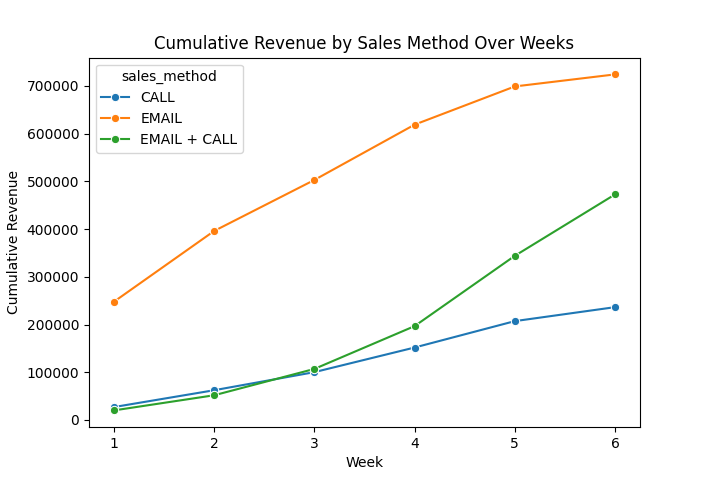 Cumulative Revenue by Sales Method Over Weeks
sales_method
CALL
EMAIL
EMAIL + CALL
Cumulative Revenue
700000
600000
500000
400000
300000
200000
100000
0
1 2 3 4 5 6
Week